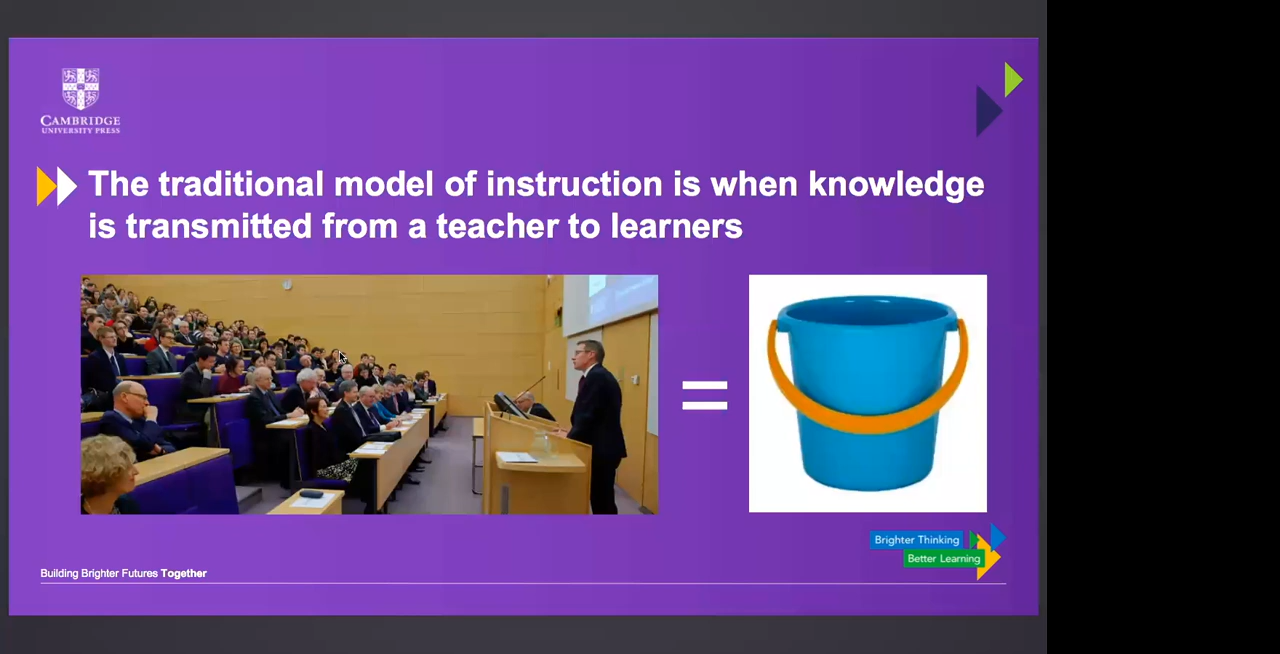 CAMBRIDGE
UNIVERSITY PRESS
The traditional model of instruction is when knowledge
is transmitted from a teacher to learners
=
Brighter Thinking
Better Learning
Building Brighter Futures Together